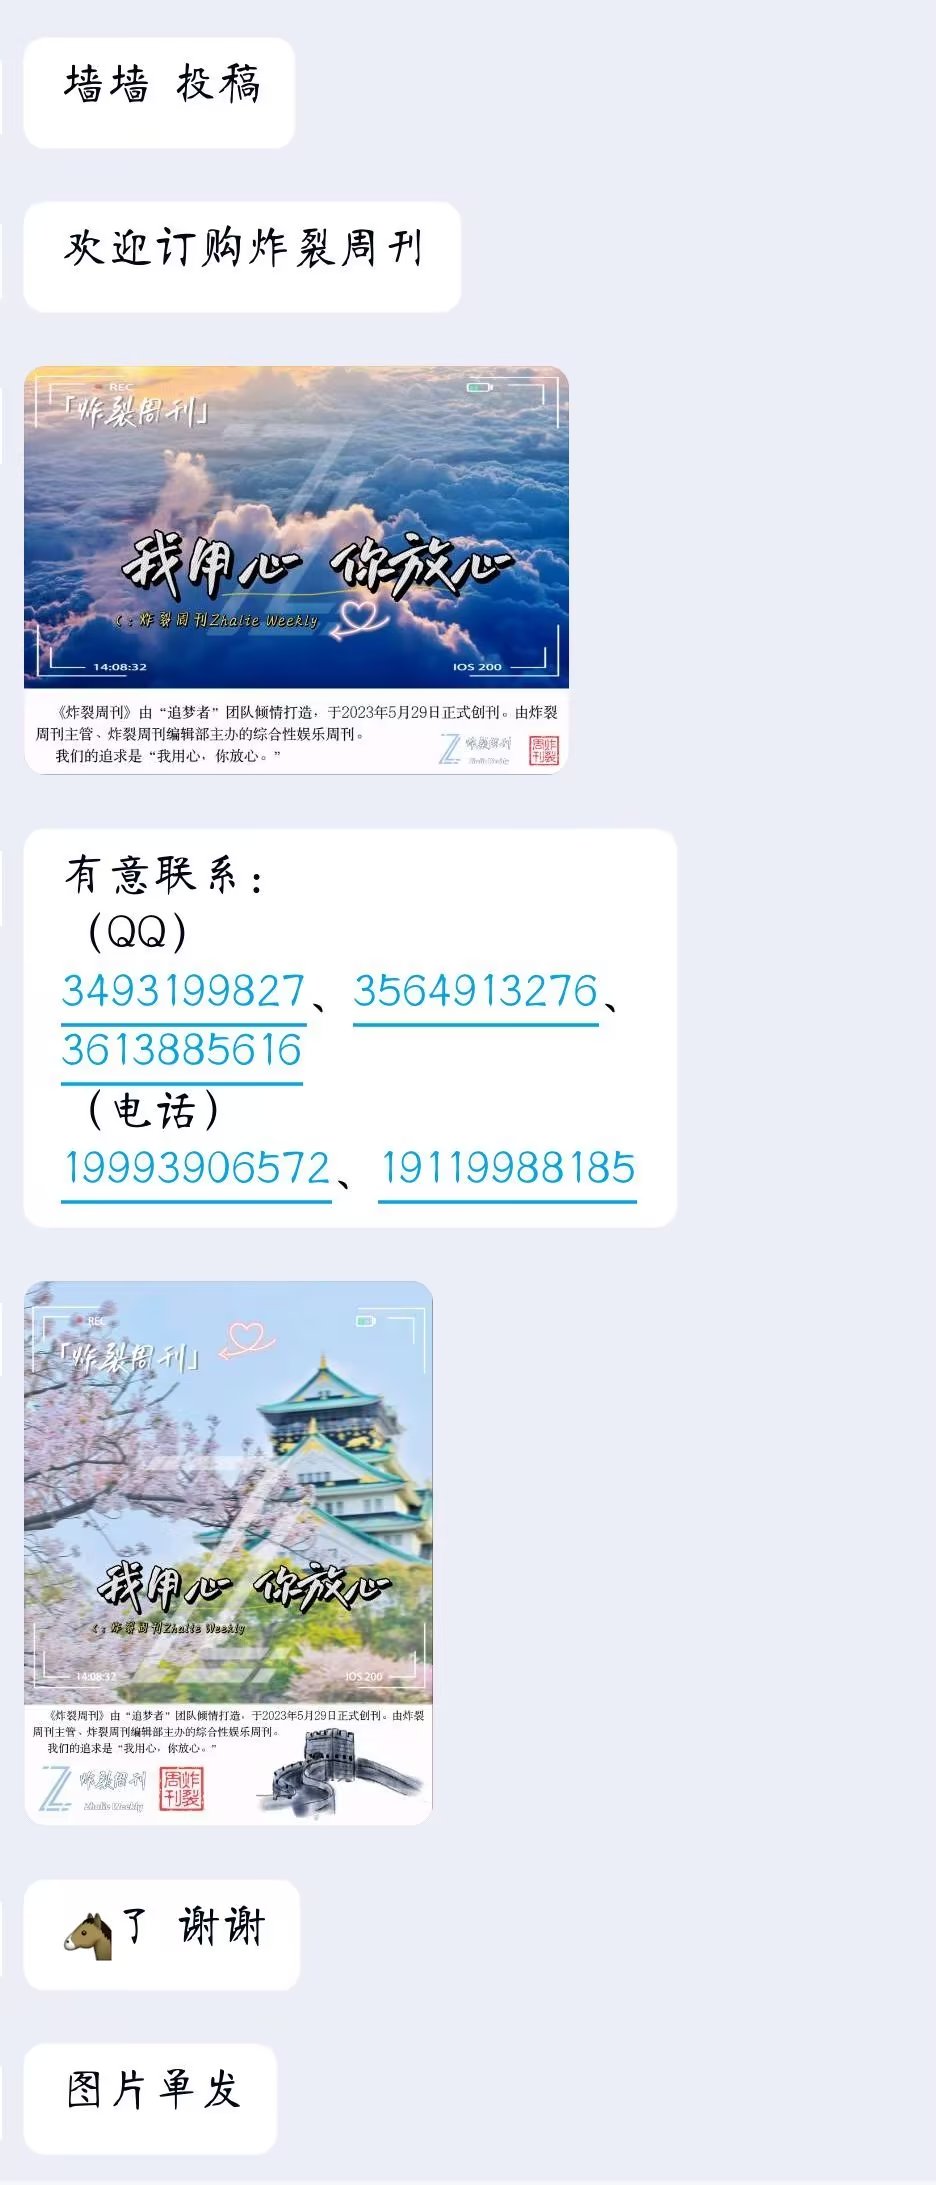 墙墙 投稿
欢迎订购炸裂周刊
REC
「炸裂周刊」
我用心 你放心
(：炸裂周刊Zhalie Weekly
14:08:32
IOS 200
《炸裂周刊》由“追梦者”团队倾情打造，于2023年5月29日正式创刊。由炸裂
周刊主管、炸裂周刊编辑部主办的综合性娱乐周刊。
我们的追求是“我用心，你放心。”
炸裂周刊
Zhalie Weekly
炸裂周刊
有意联系：
（QQ）
3493199827、3564913276、
3613885616
（电话）
19993906572、19119988185
REC
「炸裂周刊」
我用心 你放心
(：炸裂周刊Zhalie Weekly
14:08:32
IOS 200
《炸裂周刊》由“追梦者”团队倾情打造，于2023年5月29日正式创刊。由炸裂
周刊主管、炸裂周刊编辑部主办的综合性娱乐周刊。
我们的追求是“我用心，你放心。”
炸裂周刊
Zhalie Weekly
炸裂周刊
🐴了 谢谢
图片单发